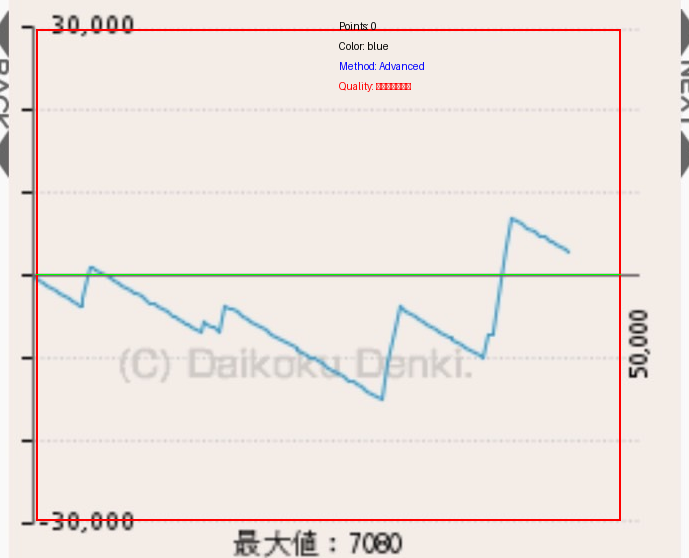 30,000
Points: 0
Color: blue
Method: Advanced
Quality:
BACK
NEXT
50,000
(C) Daikoku Denki.
-30,000
最大値：7080